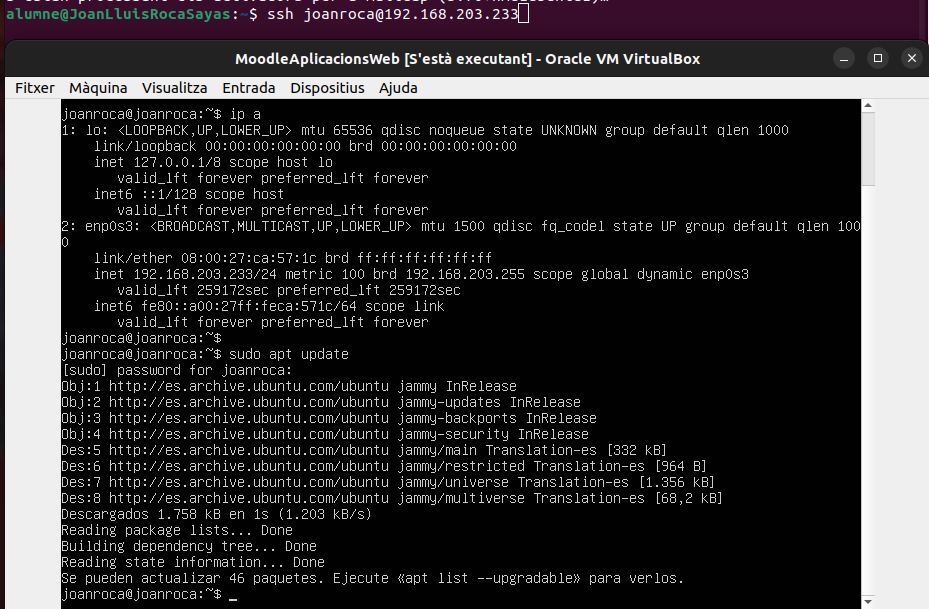 alumne@JoanLluisRocaSayas:~$ ssh joanroca@192.168.203.233
MoodleAplicacionsWeb [S'està executant] - Oracle VM VirtualBox
Fitxer Màquina Visualitza Entrada Dispositius Ajuda
joanroca@joanroca:~$ ip a
1: lo: <LOOPBACK,UP,LOWER_UP> mtu 65536 qdisc noqueue state UNKNOWN group default qlen 1000
link/loopback 00:00:00:00:00:00 brd 00:00:00:00:00:00
inet 127.0.0.1/8 scope host lo
valid_lft forever preferred_lft forever
inet6 ::1/128 scope host
valid_lft forever preferred_lft forever
2: enp0s3: <BROADCAST,MULTICAST,UP,LOWER_UP> mtu 1500 qdisc fq_codel state UP group default qlen 100
0
link/ether 08:00:27:ca:57:1c brd ff:ff:ff:ff:ff:ff
inet 192.168.203.233/24 metric 100 brd 192.168.203.255 scope global dynamic enp0s3
valid_lft 259172sec preferred_lft 259172sec
inet6 fe80::a00:27ff:feca:571c/64 scope link
valid_lft forever preferred_lft forever
joanroca@joanroca:~$
joanroca@joanroca:~$ sudo apt update
[sudo] password for joanroca:
Obj:1 http://es.archive.ubuntu.com/ubuntu jammy InRelease
Obj:2 http://es.archive.ubuntu.com/ubuntu jammy-updates InRelease
Obj:3 http://es.archive.ubuntu.com/ubuntu jammy-backports InRelease
Obj:4 http://es.archive.ubuntu.com/ubuntu jammy-security InRelease
Des:5 http://es.archive.ubuntu.com/ubuntu jammy/main Translation-es [332 kB]
Des:6 http://es.archive.ubuntu.com/ubuntu jammy/restricted Translation-es [964 B]
Des:7 http://es.archive.ubuntu.com/ubuntu jammy/universe Translation-es [1.356 kB]
Des:8 http://es.archive.ubuntu.com/ubuntu jammy/multiverse Translation-es [68,2 kB]
Descargados 1.758 kB en 1s (1.203 kB/s)
Reading package lists... Done
Building dependency tree... Done
Reading state information... Done
Se pueden actualizar 46 paquetes. Ejecute «apt list --upgradable» para verlos.
joanroca@joanroca:~$ _